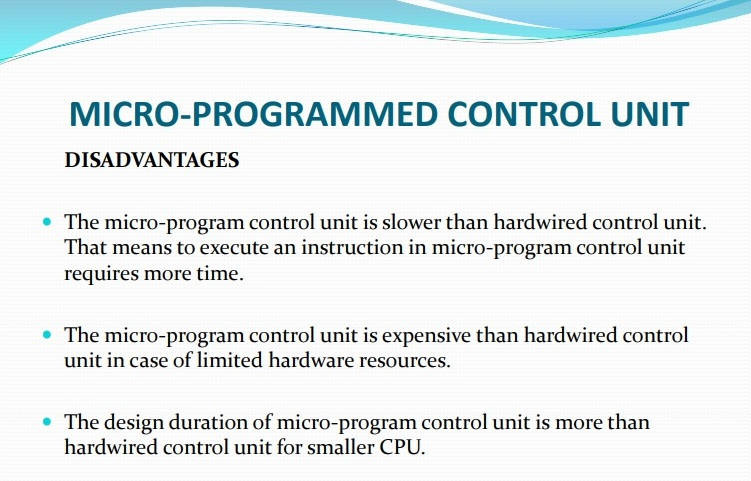 MICRO-PROGRAMMED CONTROL UNIT
DISADVANTAGES
• The micro-program control unit is slower than hardwired control unit.
That means to execute an instruction in micro-program control unit
requires more time.
• The micro-program control unit is expensive than hardwired control
unit in case of limited hardware resources.
• The design duration of micro-program control unit is more than
hardwired control unit for smaller CPU.